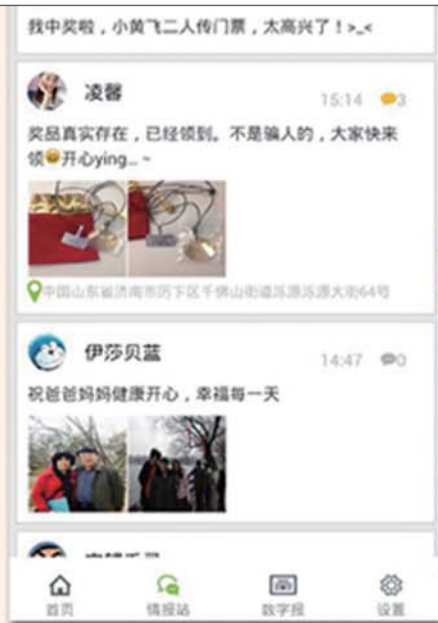 我中奖啦，小黄飞二人传门票，太高兴了！>_<
凌馨
15:14
3
奖品真实存在，已经领到。不是骗人的，大家快来
领😄开心ying...~
中国山东省济南市历下区千佛山街道泺源泺源大街64号
伊莎贝蓝
14:47
0
祝爸爸妈妈健康开心，幸福每一天
首页
情报站
数字报
设置